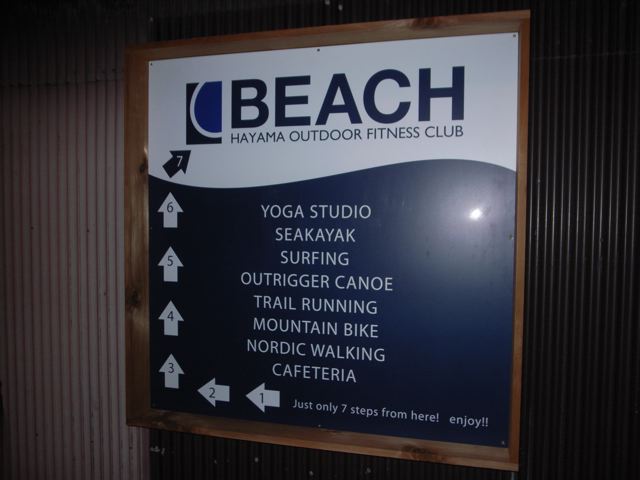 BEACH
HAYAMA OUTDOOR FITNESS CLUB
7
6
YOGA STUDIO
SEAKAYAK
SURFING
5
OUTRIGGER CANOE
TRAIL RUNNING
4
MOUNTAIN BIKE
NORDIC WALKING
3
CAFETERIA
2
1
Just only 7 steps from here! enjoy!!